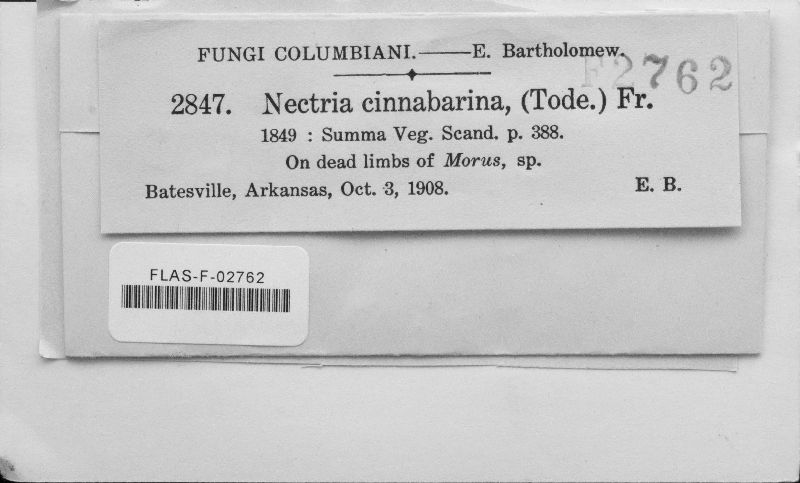 FUNGI COLUMBIANI.——E. Bartholomew.
F2762
2847. Nectria cinnabarina, (Tode.) Fr.
1849 : Summa Veg. Scand. p. 388.
On dead limbs of Morus, sp.
Batesville, Arkansas, Oct. 3, 1908. E. B.
FLAS-F-02762